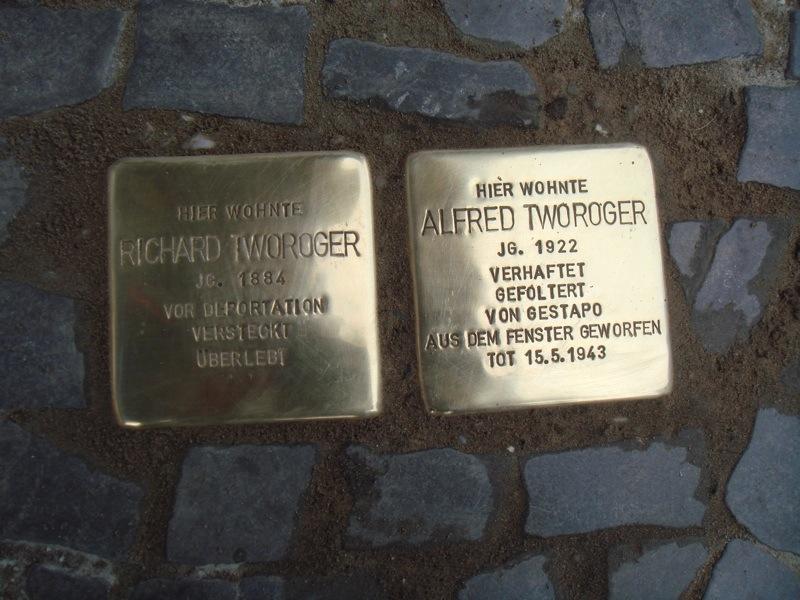 HIER WOHNTE
RICHARD TWOROGER
JG. 1884
VOR DEPORTATION
VERSTECKT
ÜBERLEBT
HIER WOHNTE
ALFRED TWOROGER
JG. 1922
VERHAFTET
GEFOLTERT
VON GESTAPO
AUS DEM FENSTER GEWORFEN
TOT 15.5.1943